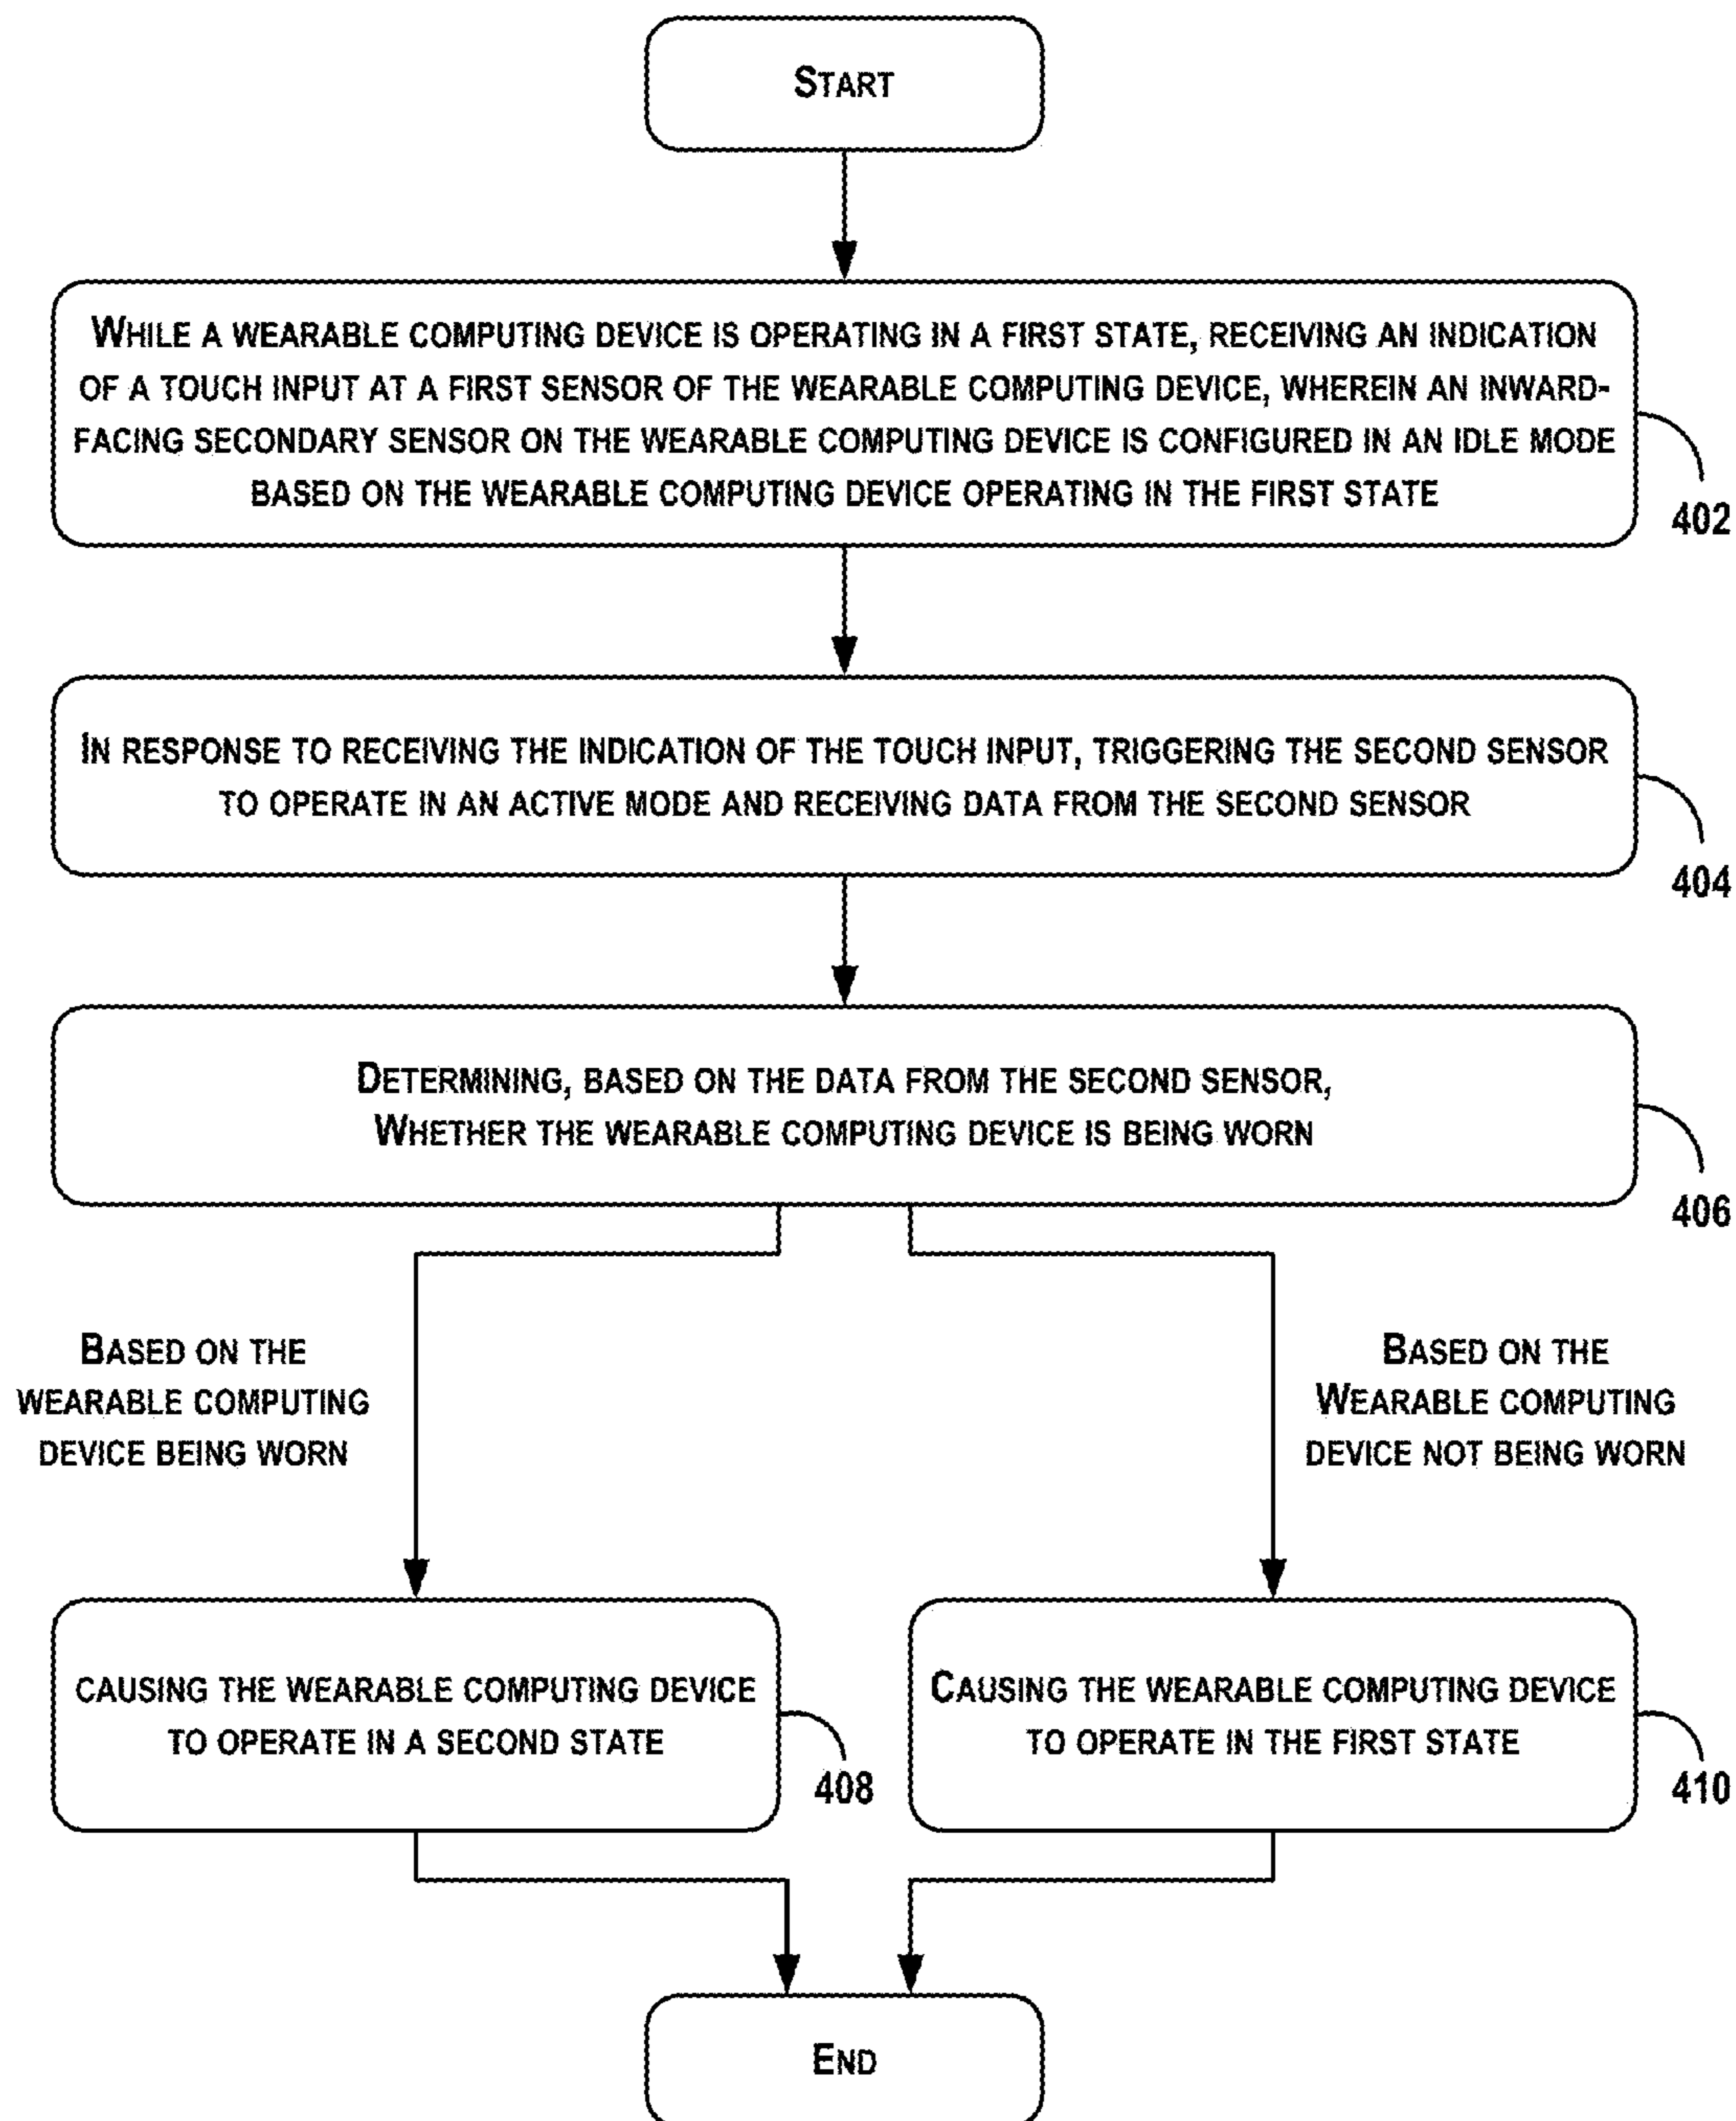 START
WHILE A WEARABLE COMPUTING DEVICE IS OPERATING IN A FIRST STATE, RECEIVING AN INDICATION
OF A TOUCH INPUT AT A FIRST SENSOR OF THE WEARABLE COMPUTING DEVICE, WHEREIN AN INWARD-
FACING SECONDARY SENSOR ON THE WEARABLE COMPUTING DEVICE IS CONFIGURED IN AN IDLE MODE
BASED ON THE WEARABLE COMPUTING DEVICE OPERATING IN THE FIRST STATE
402
IN RESPONSE TO RECEIVING THE INDICATION OF THE TOUCH INPUT, TRIGGERING THE SECOND SENSOR
TO OPERATE IN AN ACTIVE MODE AND RECEIVING DATA FROM THE SECOND SENSOR
404
DETERMINING, BASED ON THE DATA FROM THE SECOND SENSOR,
WHETHER THE WEARABLE COMPUTING DEVICE IS BEING WORN
406
BASED ON THE
WEARABLE COMPUTING
DEVICE BEING WORN
BASED ON THE
WEARABLE COMPUTING
DEVICE NOT BEING WORN
CAUSING THE WEARABLE COMPUTING DEVICE
TO OPERATE IN A SECOND STATE
408
CAUSING THE WEARABLE COMPUTING DEVICE
TO OPERATE IN THE FIRST STATE
410
END